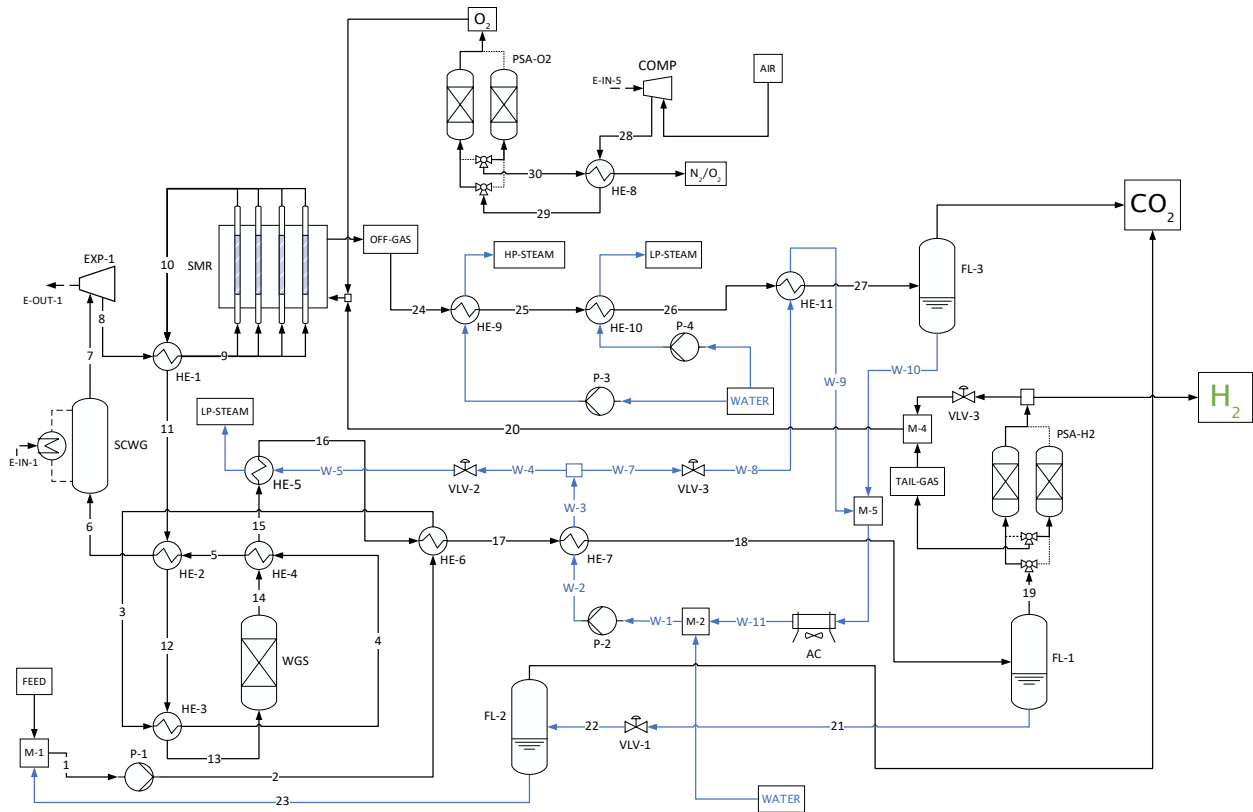 O₂
PSA-O2
COMP
AIR
E-IN-5
28
30
HE-8
N₂/O₂
29
CO₂
10
SMR
OFF-GAS
HP-STEAM
LP-STEAM
EXP-1
E-OUT-1
8
FL-3
24
25
26
HE-11
27
HE-9
HE-10
7
9
HE-1
P-4
P-3
WATER
W-9
W-10
VLV-3
H₂
LP-STEAM
11
16
20
M-4
PSA-H2
SCWG
E-IN-1
W-5
W-4
W-7
W-8
HE-5
VLV-2
VLV-3
TAIL-GAS
6
15
W-3
M-5
5
17
18
HE-2
HE-4
HE-6
HE-7
14
W-2
19
3
12
4
W-1
M-2
W-11
P-2
AC
WGS
FL-1
FEED
HE-3
FL-2
22
21
VLV-1
M-1
P-1
13
1
2
23
WATER